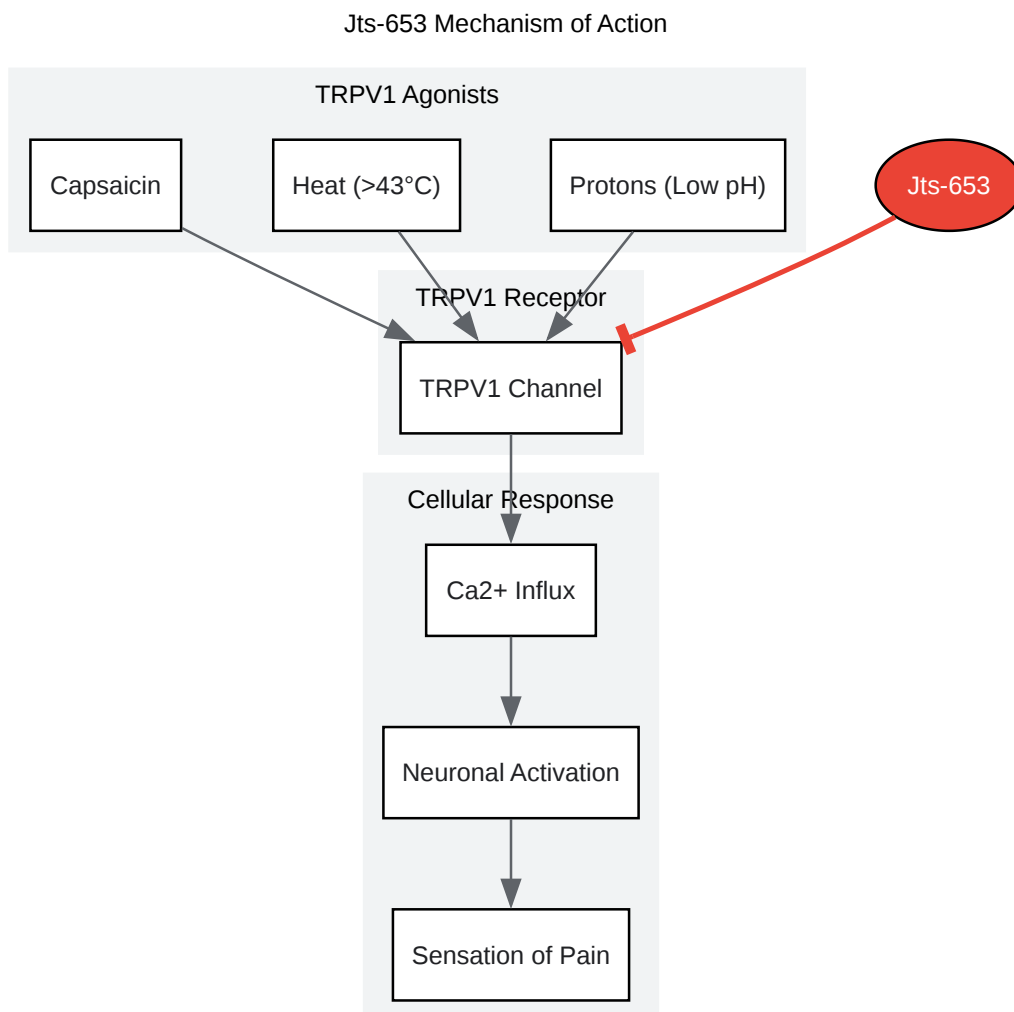 Jts-653 Mechanism of Action
TRPV1 Agonists
Capsaicin
Heat (>43°C)
Protons (Low pH)
Jts-653
TRPV1 Receptor
TRPV1 Channel
Cellular Response
Ca2+ Influx
Neuronal Activation
Sensation of Pain